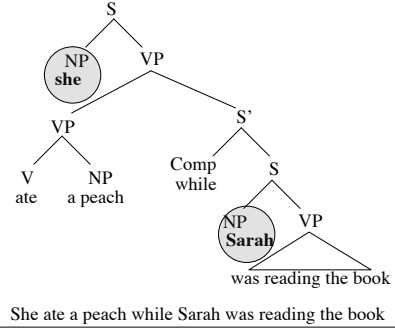 S
NP VP
she
VP S'
Comp S
V NP while
ate a peach
NP VP
Sarah
was reading the book
She ate a peach while Sarah was reading the book